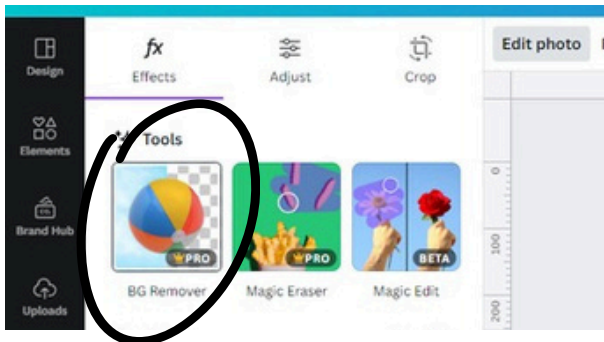 Design
fx
Effects
Adjust
Crop
Edit photo
Elements
Tools
Brand Hub
PRO
PRO
BETA
BG Remover
Magic Eraser
Magic Edit
Uploads
0
100
200